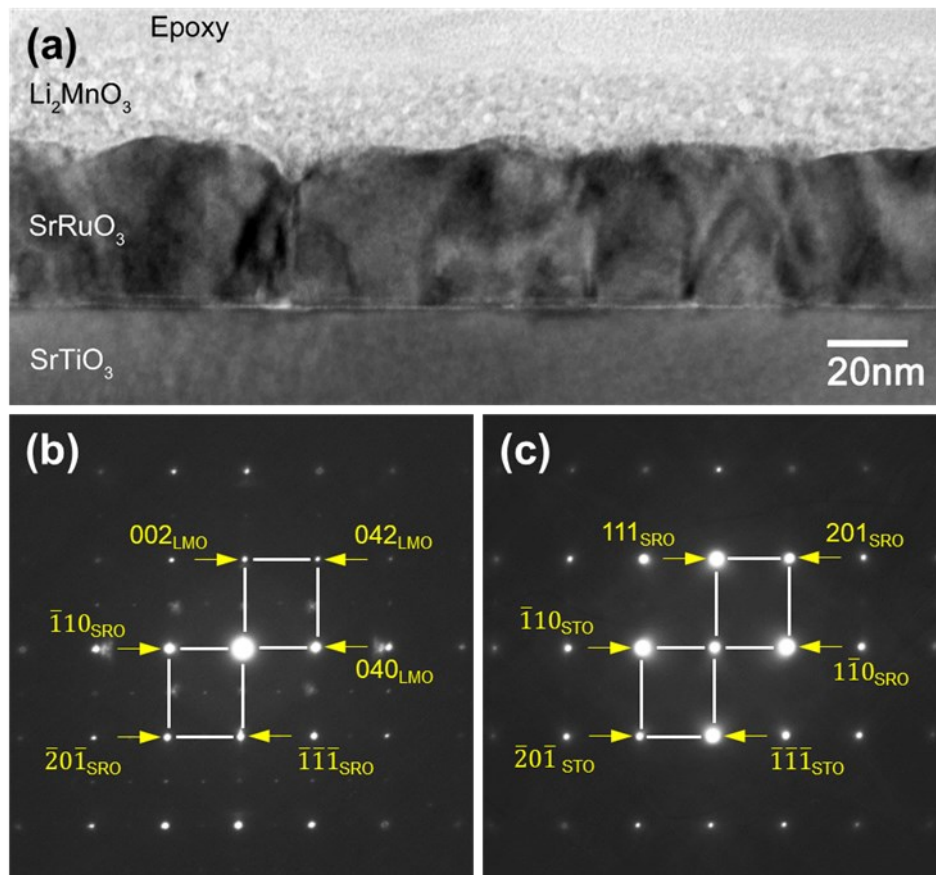 (a)
Epoxy
Li₂MnO₃
SrRuO₃
SrTiO₃
20nm
(b)
002LMO
042LMO
1̅10SRO
040LMO
2̅01̅SRO
1̅1̅1̅SRO
(c)
111SRO
201SRO
1̅10STO
11̅0SRO
2̅01̅STO
1̅1̅1̅STO